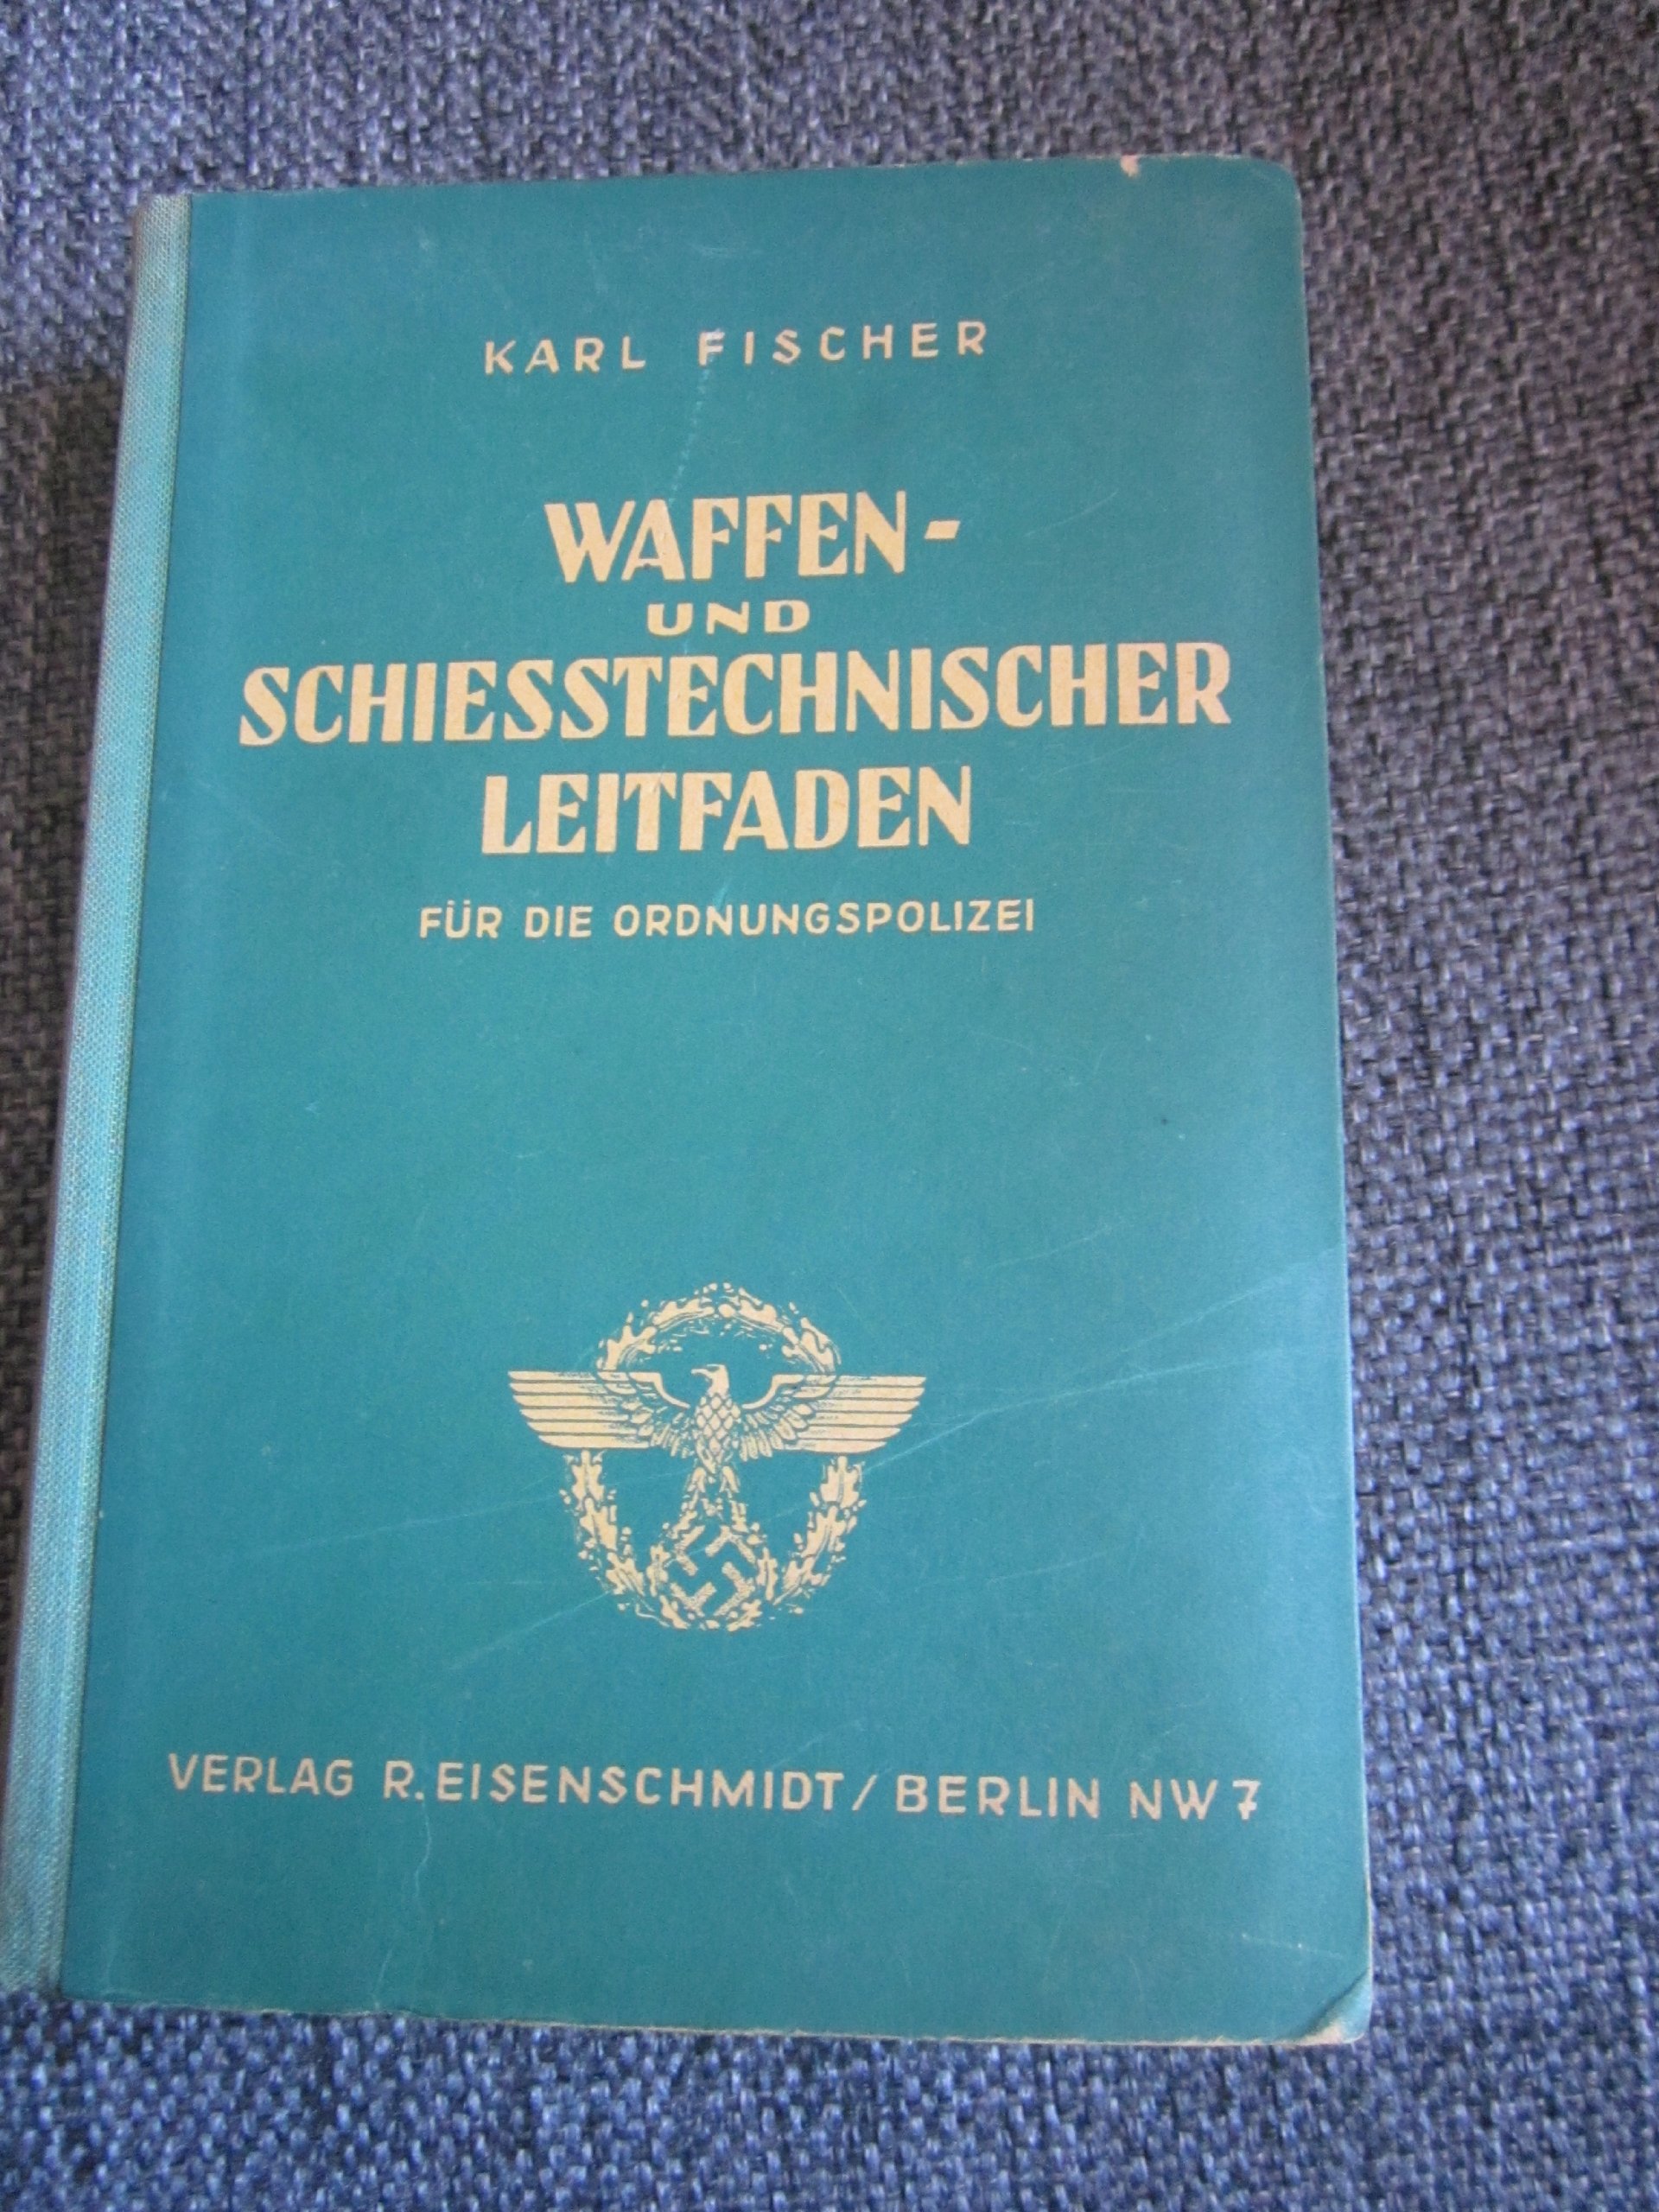 KARL FISCHER
WAFFEN-
UND
SCHIESSTECHNISCHER
LEITFADEN
FÜR DIE ORDNUNGSPOLIZEI
VERLAG R. EISENSCHMIDT / BERLIN NW 7